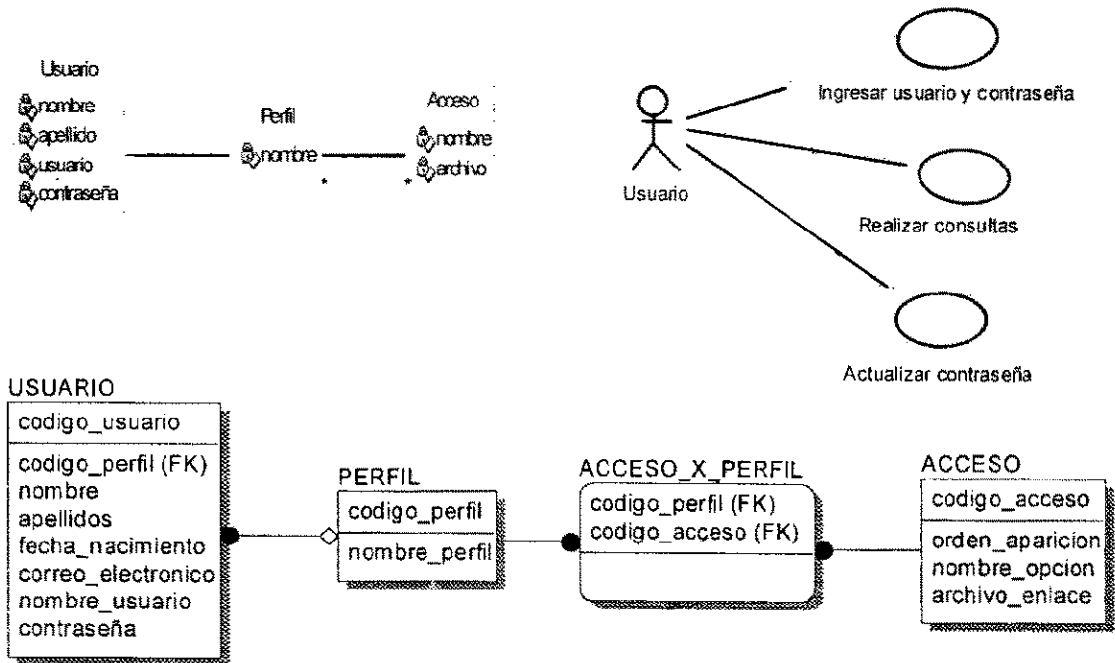 Usuario
nombre
apellido
usuario
contraseña
Perfil
nombre
*
*
Acceso
nombre
archivo
Usuario
Ingresar usuario y contraseña
Realizar consultas
Actualizar contraseña
USUARIO
codigo_usuario
codigo_perfil (FK)
nombre
apellidos
fecha_nacimiento
correo_electronico
nombre_usuario
contraseña
PERFIL
codigo_perfil
nombre_perfil
ACCESO_X_PERFIL
codigo_perfil (FK)
codigo_acceso (FK)
ACCESO
codigo_acceso
orden_aparicion
nombre_opcion
archivo_enlace